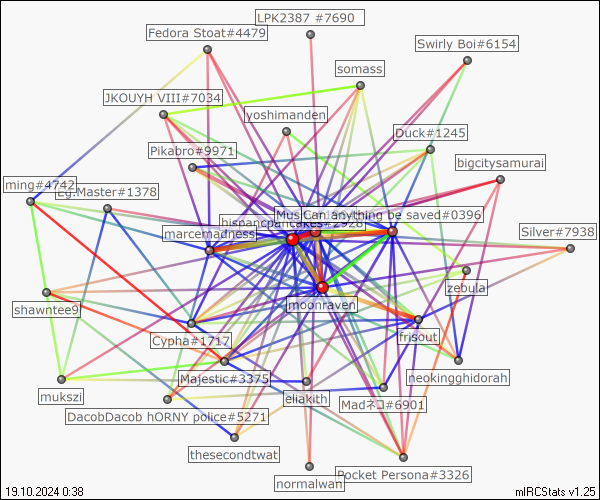 LPK2387 #7690
Fedora Stoat#4479
Swirly Boi#6154
somass
JKOUYH VIII#7034
yoshimanden
Duck#1245
Pikabro#9971
bigcitysamurai
ming#4742
Eg.Master#1378
Mus
Can anything be saved#0396
hispancpancakes#2928
marcemadness
Silver#7938
zebula
moonraven
shawntee9
Cypha#1717
frisout
Majestic#3375
neokingghidorah
mukszi
eliakith
MadネコJ#6901
DacobDacob hORNY police#5271
thesecondtwat
normalwan
Pocket Persona#3326
19.10.2024 0:38
mIRCStats v1.25